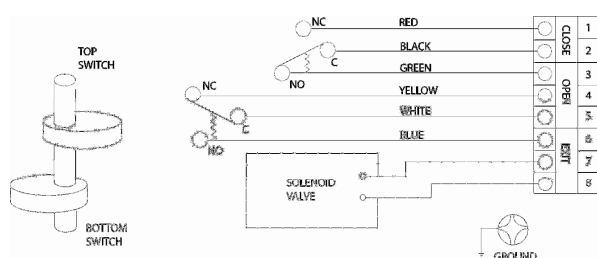 NC RED CLOSE 1
BLACK 2
C
TOP
SWITCH
GREEN OPEN 3
NO
NC YELLOW 4
WHITE 5
C
BLUE EXIT 6
NO
7
SOLENOID
VALVE
8
BOTTOM
SWITCH
GROUND